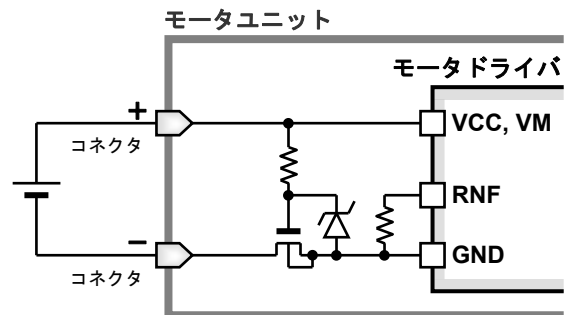 モータユニット
モータドライバ
+
コネクタ
VCC, VM
RNF
−
GND
コネクタ